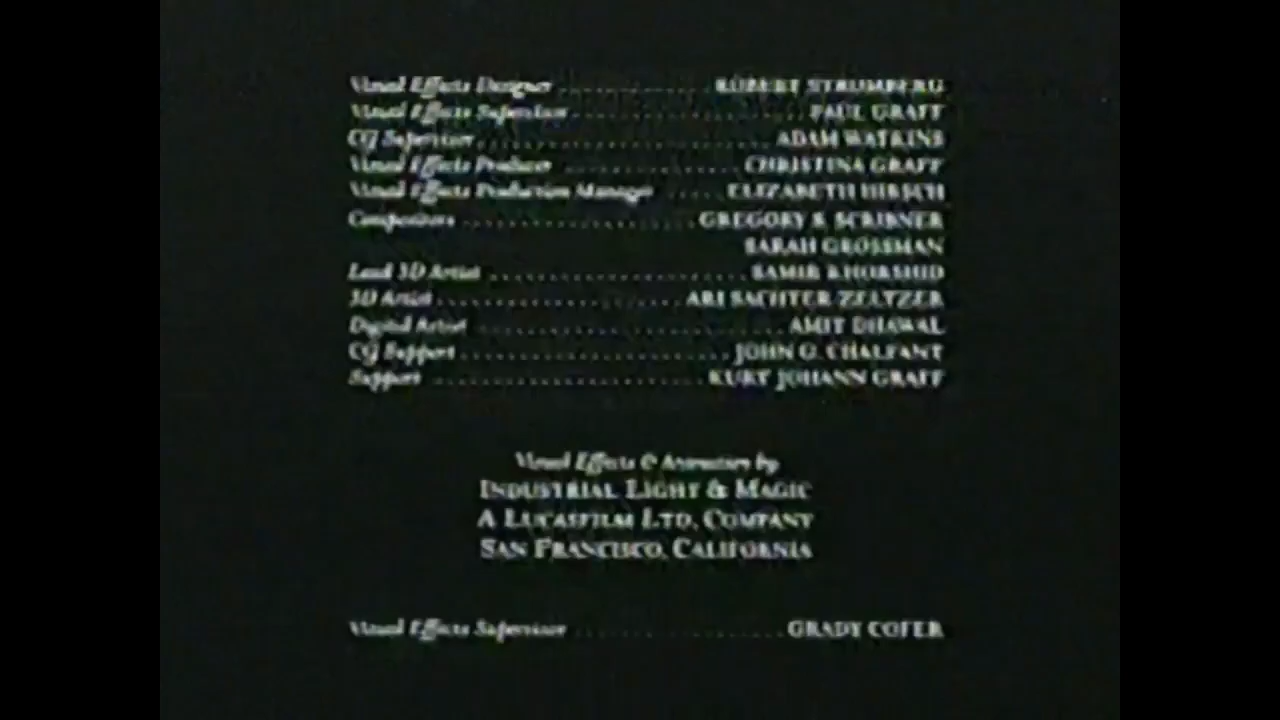 Visual Effects Designer . . . . . . . . . . . . . . . ROBERT STROMBERG
Visual Effects Supervisor . . . . . . . . . . . . . . . . . . . . . . PAUL GRAFF
CG Supervisor . . . . . . . . . . . . . . . . . . . . . . . . . . . ADAM WATKINS
Visual Effects Producer . . . . . . . . . . . . . . . . CHRISTINA GRAFF
Visual Effects Production Manager . . . . . . ELIZABETH HIRSCH
Compositors . . . . . . . . . . . . . . . . . . . . . . GREGORY S. SCRIBNER
SARAH GROSSMAN
Lead 3D Artist . . . . . . . . . . . . . . . . . . . . . . . . SAMIR KHORSHID
3D Artist . . . . . . . . . . . . . . . . . . . . . . . ARI SACHTER-ZELTZER
Digital Artist . . . . . . . . . . . . . . . . . . . . . . . . . . . . AMIT DHAWAL
CG Support . . . . . . . . . . . . . . . . . . . . . . . . JOHN G. CHALFANT
Support . . . . . . . . . . . . . . . . . . . . . . . . . KURT JOHANN GRAFF
Visual Effects & Animation by
INDUSTRIAL LIGHT & MAGIC
A LUCASFILM LTD. COMPANY
SAN FRANCISCO, CALIFORNIA
Visual Effects Supervisor . . . . . . . . . . . . . . . . . . . GRADY COFER